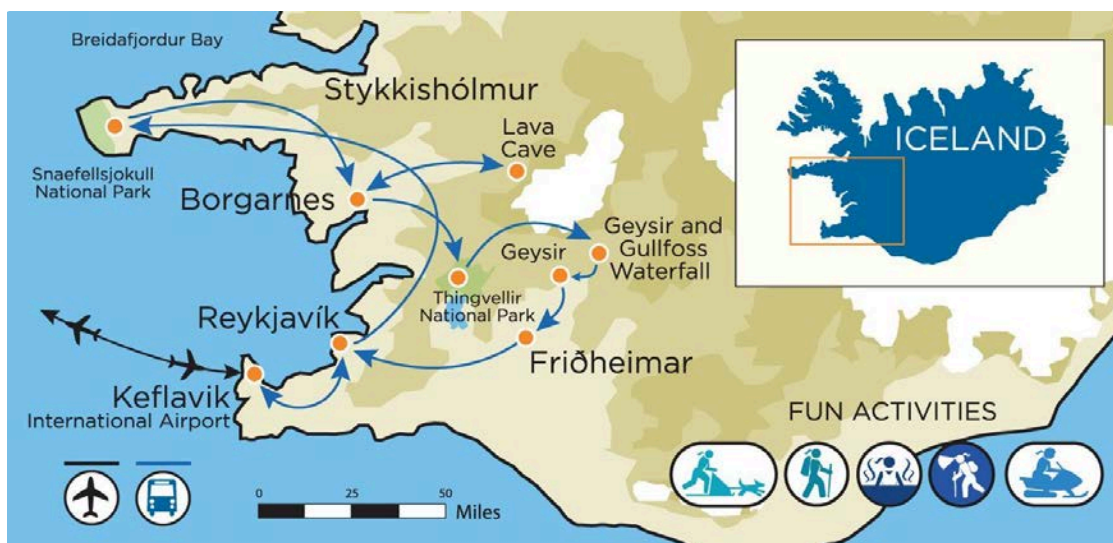 Breidafjordur Bay
Stykkishólmur
Lava
Cave
Snaefellsjokull
National Park
Borgarnes
Geysir and
Gullfoss
Waterfall
Geysir
Thingvellir
National Park
Reykjavík
Friðheimar
Keflavik
International Airport
ICELAND
FUN ACTIVITIES
0
25
50
Miles